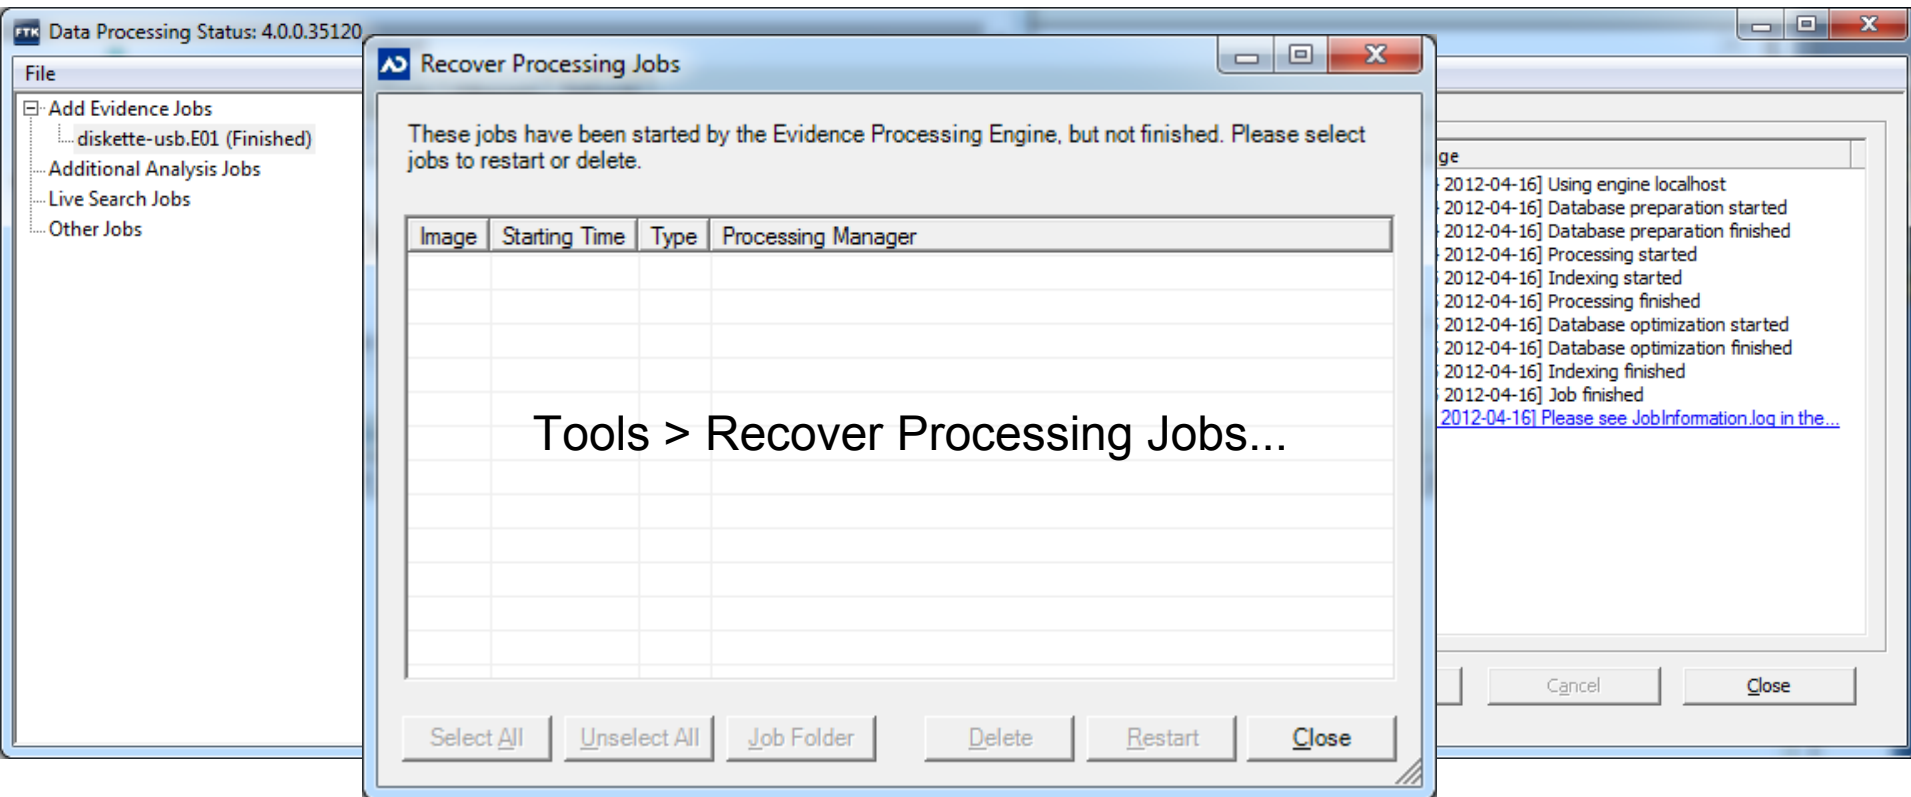 FTK Data Processing Status: 4.0.0.35120
File
Add Evidence Jobs
diskette-usb.E01 (Finished)
Additional Analysis Jobs
Live Search Jobs
Other Jobs
Recover Processing Jobs
These jobs have been started by the Evidence Processing Engine, but not finished. Please select
jobs to restart or delete.
Image Starting Time Type Processing Manager
Tools > Recover Processing Jobs...
Select All Unselect All Job Folder Delete Restart Close
ge
2012-04-16] Using engine localhost
2012-04-16] Database preparation started
2012-04-16] Database preparation finished
2012-04-16] Processing started
2012-04-16] Indexing started
2012-04-16] Processing finished
2012-04-16] Database optimization started
2012-04-16] Database optimization finished
2012-04-16] Indexing finished
2012-04-16] Job finished
2012-04-16] Please see JobInformation.log in the...
Cancel Close